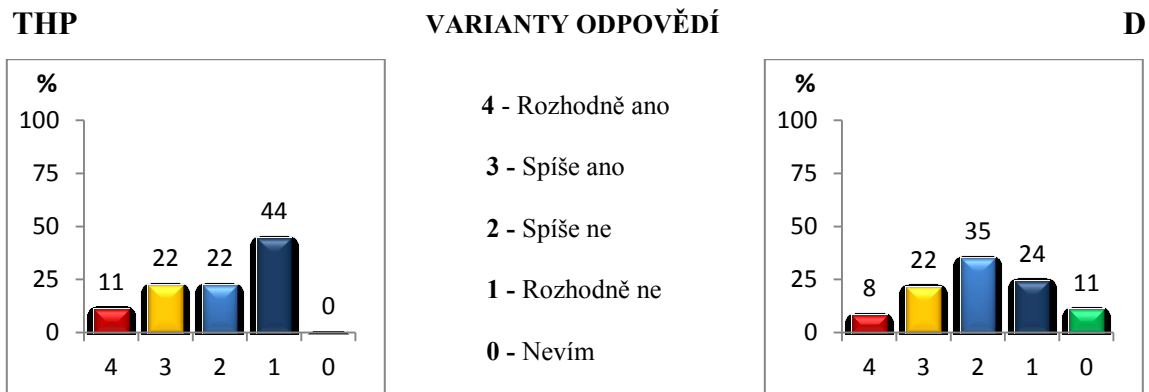 THP
VARIANTY ODPOVĚDÍ
D
%
100
75
50
25
0
11
22
22
44
0
4 3 2 1 0
4 - Rozhodně ano
3 - Spíše ano
2 - Spíše ne
1 - Rozhodně ne
0 - Nevím
%
100
75
50
25
0
8
22
35
24
11
4 3 2 1 0